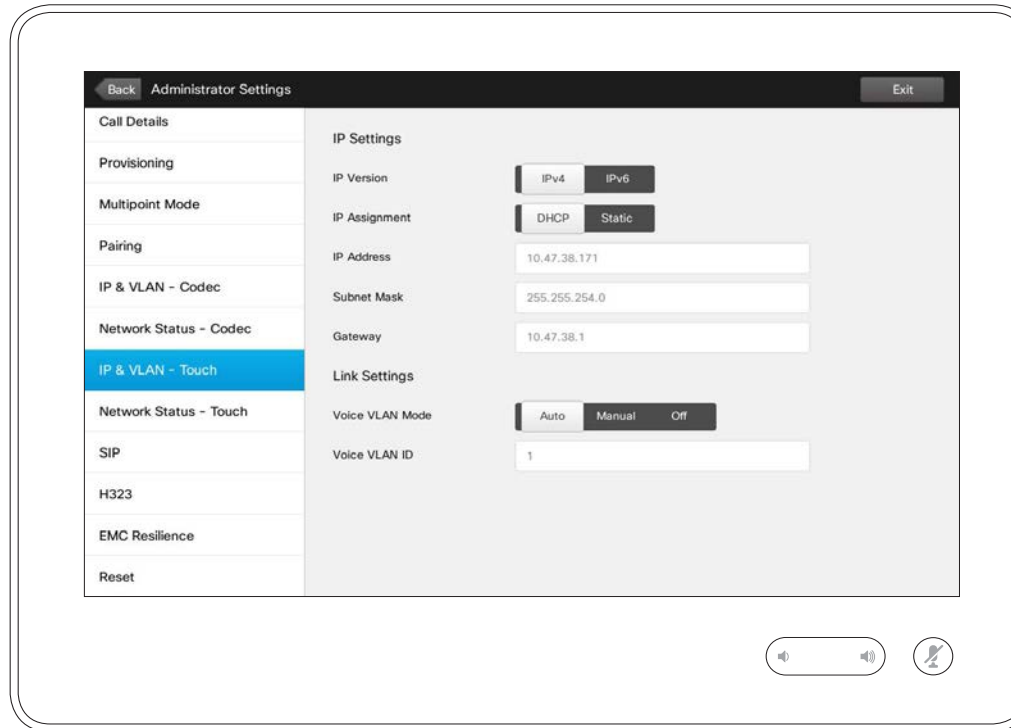 Back Administrator Settings Exit
Call Details
Provisioning
Multipoint Mode
Pairing
IP & VLAN - Codec
Network Status - Codec
IP & VLAN - Touch
Network Status - Touch
SIP
H323
EMC Resilience
Reset
IP Settings
IP Version IPv4 IPv6
IP Assignment DHCP Static
IP Address 10.47.38.171
Subnet Mask 255.255.254.0
Gateway 10.47.38.1
Link Settings
Voice VLAN Mode Auto Manual Off
Voice VLAN ID 1